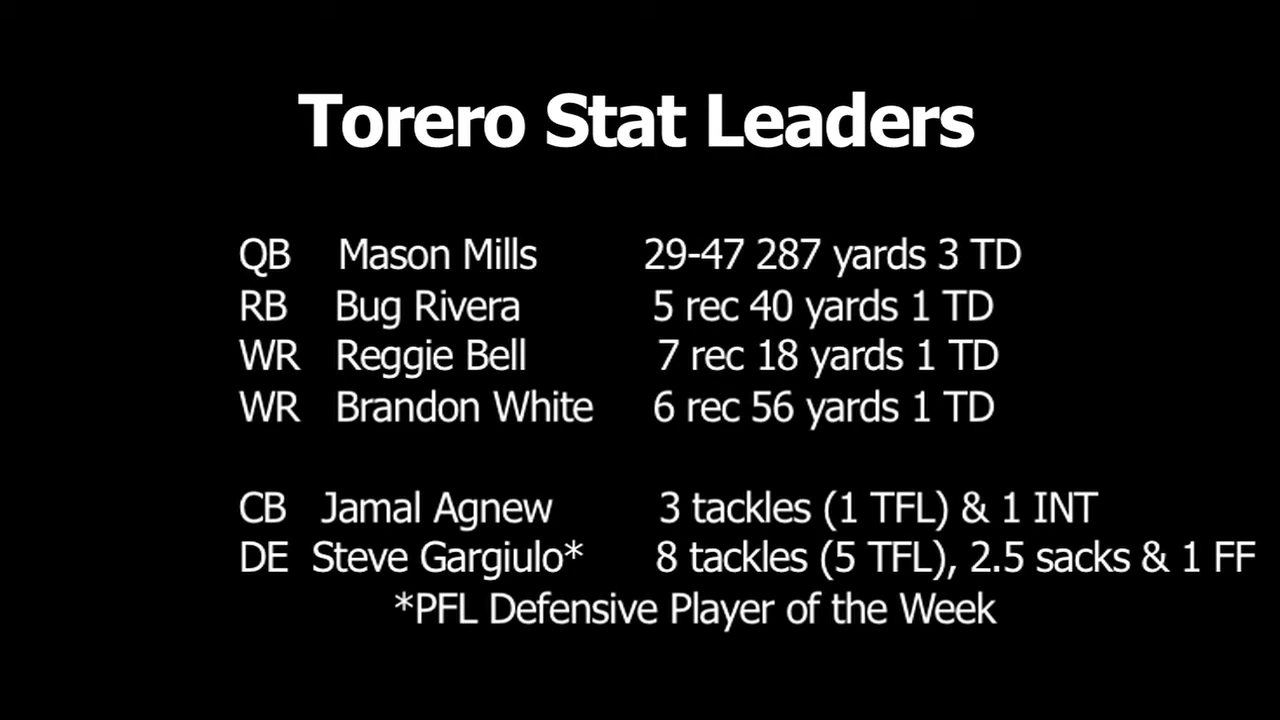 Torero Stat Leaders
QB Mason Mills 29-47 287 yards 3 TD
RB Bug Rivera 5 rec 40 yards 1 TD
WR Reggie Bell 7 rec 18 yards 1 TD
WR Brandon White 6 rec 56 yards 1 TD
CB Jamal Agnew 3 tackles (1 TFL) & 1 INT
DE Steve Gargiulo* 8 tackles (5 TFL), 2.5 sacks & 1 FF
*PFL Defensive Player of the Week